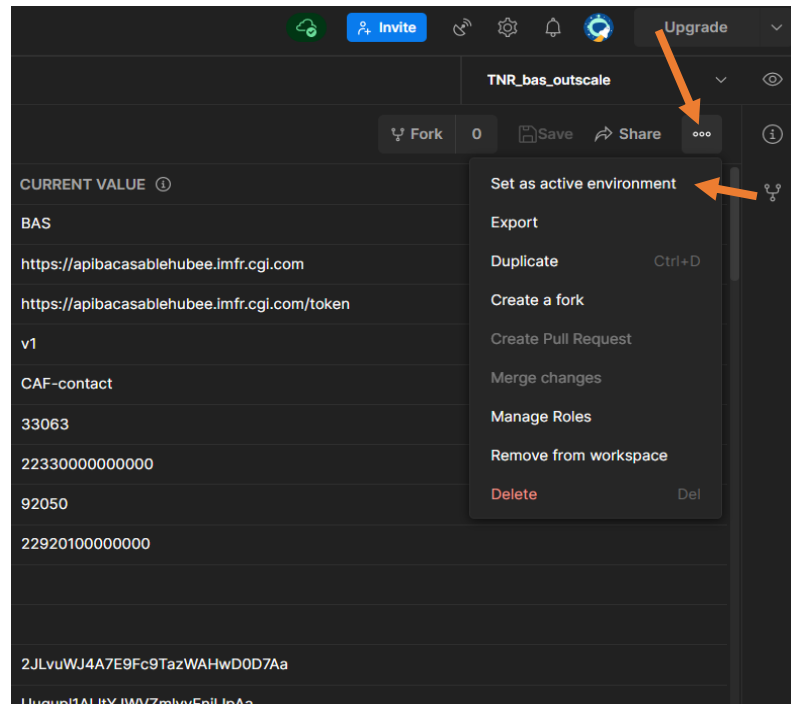 Invite
Upgrade
TNR_bas_outscale
Fork 0 Save Share
CURRENT VALUE
Set as active environment
BAS
Export
https://apibacasablehubee.imfr.cgi.com
Duplicate Ctrl+D
https://apibacasablehubee.imfr.cgi.com/token
Create a fork
v1
Create Pull Request
CAF-contact
Merge changes
33063
Manage Roles
22330000000000
Remove from workspace
92050
Delete Del
22920100000000
2JLvuWJ4A7E9Fc9TazWAHwD0D7Aa